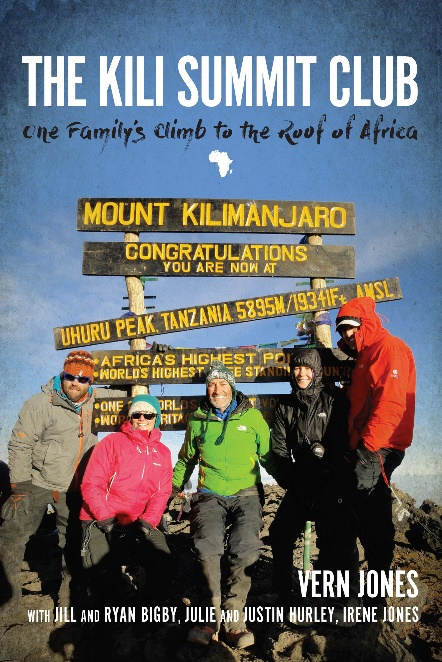 THE KILI SUMMIT CLUB
One Family's Climb to the Roof of Africa
MOUNT KILIMANJARO
CONGRATULATIONS
YOU ARE NOW AT
UHURU PEAK, TANZANIA, 5895M/19341Ft. AMSL
AFRICA'S HIGHEST
WORLD'S HIGHEST
VERN JONES
WITH JILL AND RYAN BIGBY, JULIE AND JUSTIN HURLEY, IRENE JONES